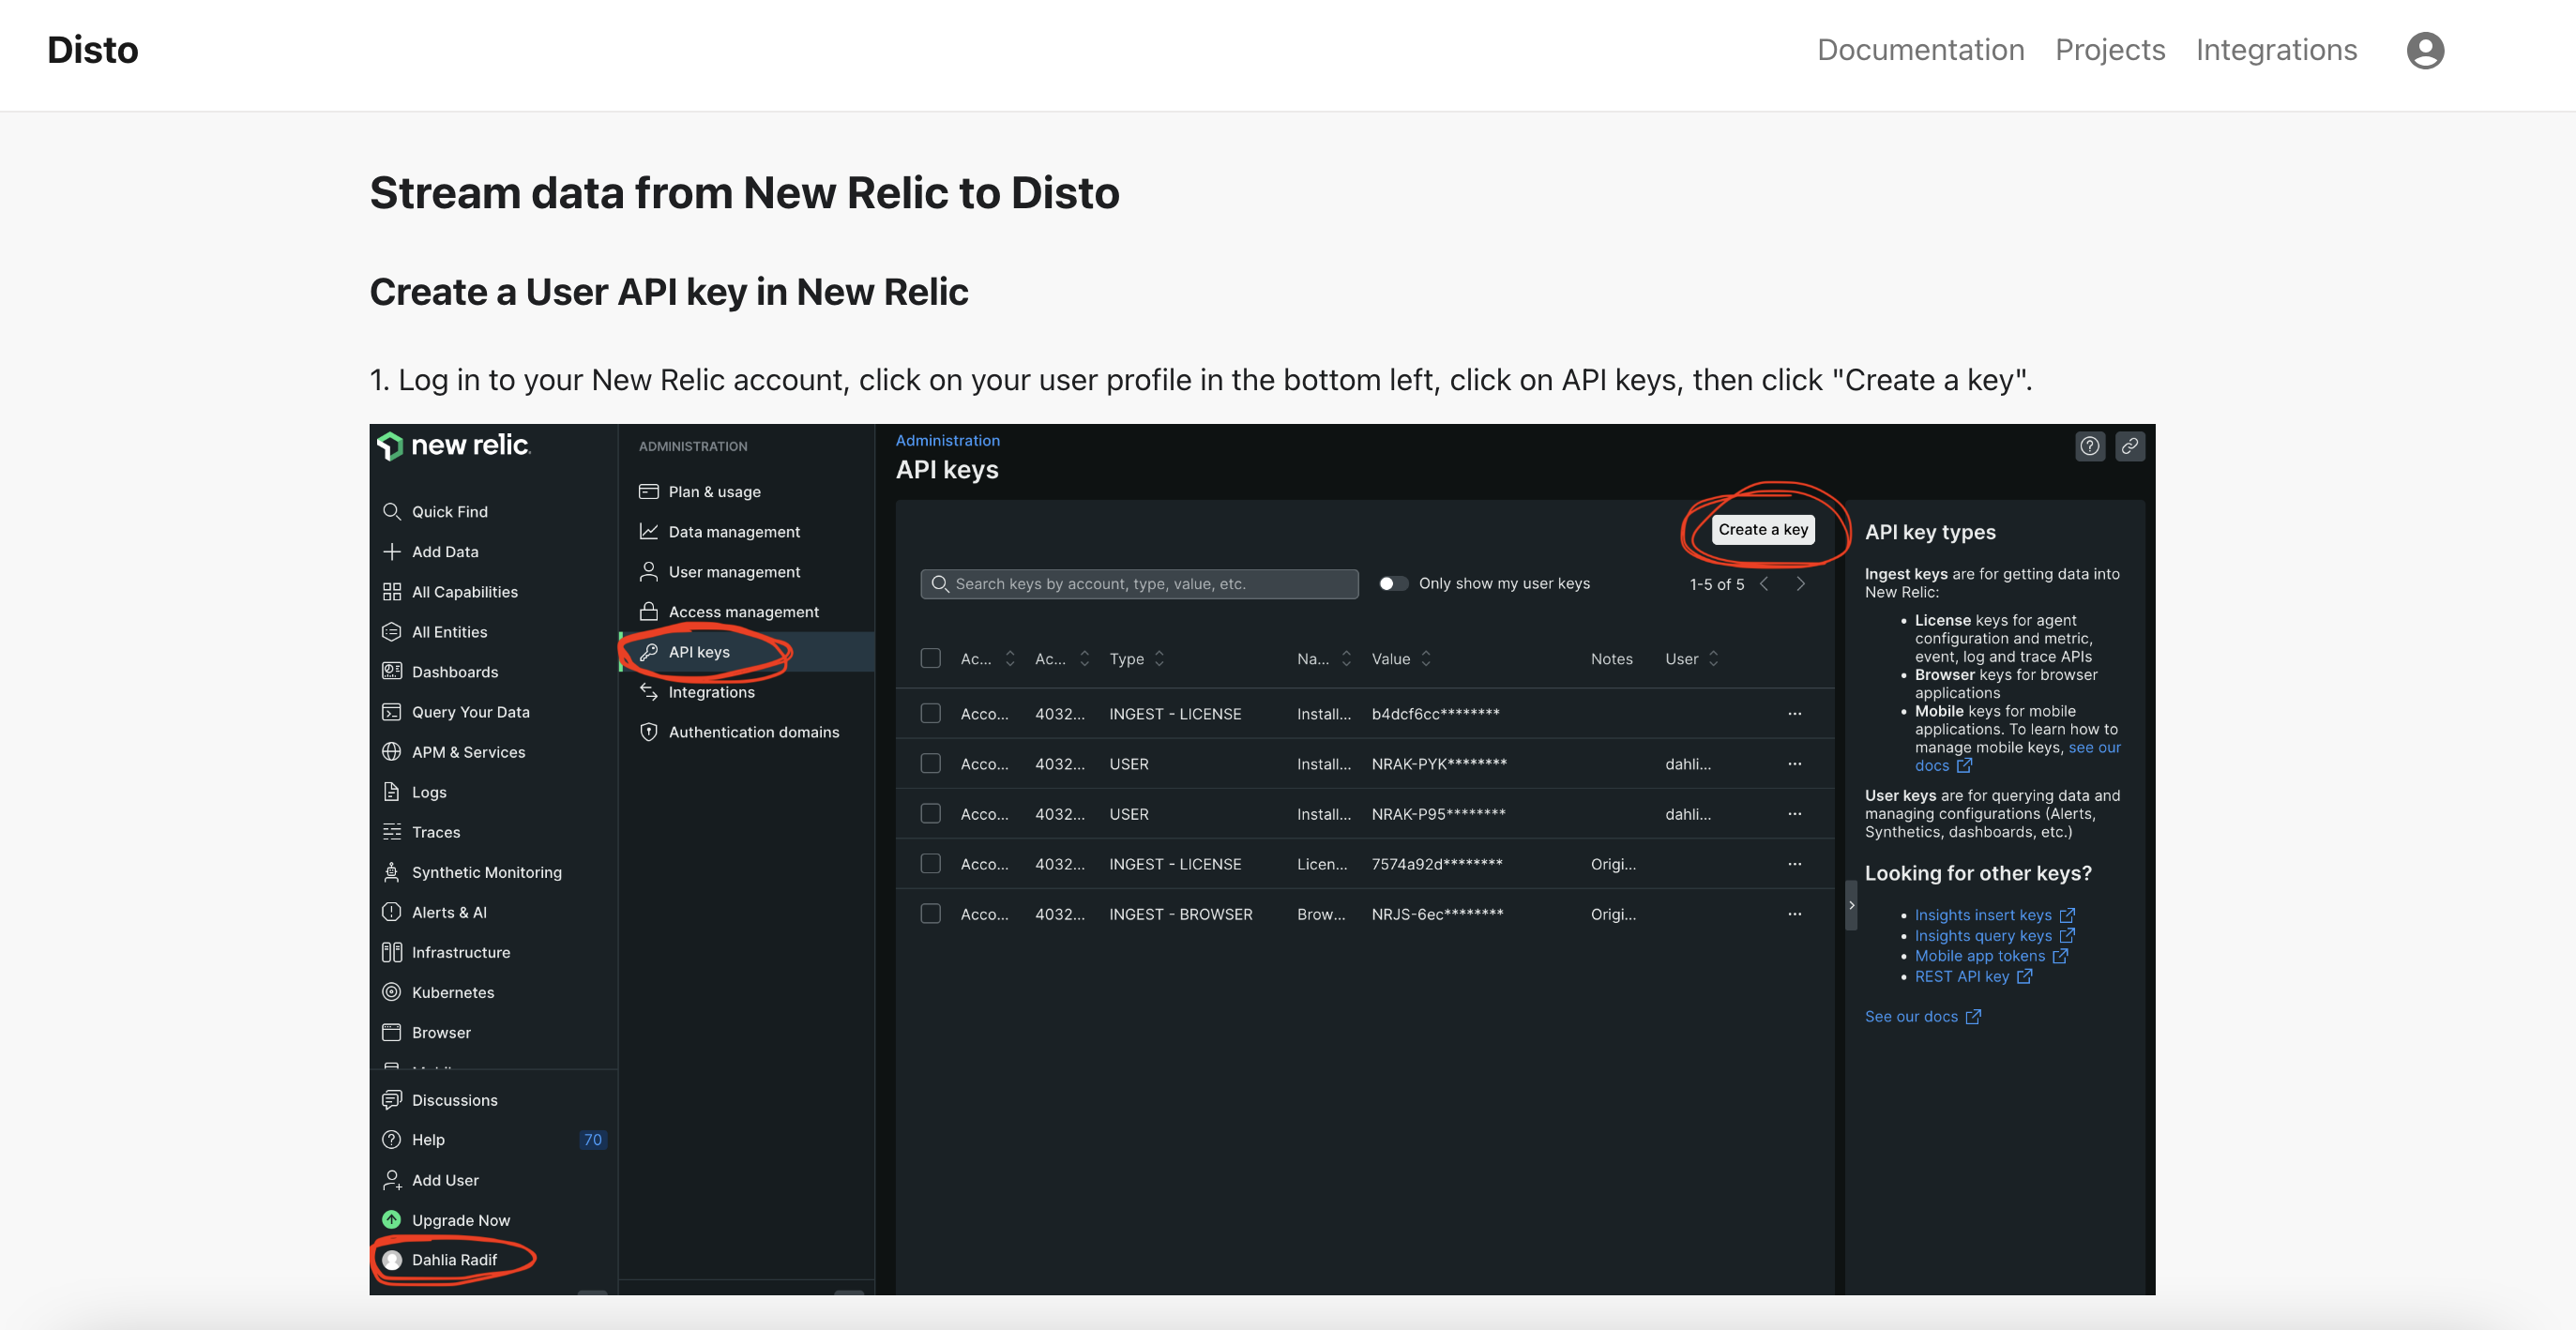 Disto
Documentation Projects Integrations
Stream data from New Relic to Disto
Create a User API key in New Relic
1. Log in to your New Relic account, click on your user profile in the bottom left, click on API keys, then click "Create a key".
new relic.
Quick Find
Add Data
All Capabilities
All Entities
Dashboards
Query Your Data
APM & Services
Logs
Traces
Synthetic Monitoring
Alerts & AI
Infrastructure
Kubernetes
Browser
Discussions
Help 70
Add User
Upgrade Now
Dahlia Radif
ADMINISTRATION
Plan & usage
Data management
User management
Access management
API keys
Integrations
Authentication domains
Administration
API keys
Create a key
Search keys by account, type, value, etc. Only show my user keys 1-5 of 5
Ac... Ac... Type Na... Value Notes User
Acco... 4032... INGEST - LICENSE Install... b4dcf6cc********
Acco... 4032... USER Install... NRAK-PYK******** dahli...
Acco... 4032... USER Install... NRAK-P95******** dahli...
Acco... 4032... INGEST - LICENSE Licen... 7574a92d******** Origi...
Acco... 4032... INGEST - BROWSER Brow... NRJS-6ec******** Origi...
API key types
Ingest keys are for getting data into
New Relic:
• License keys for agent
configuration and metric,
event, log and trace APIs
• Browser keys for browser
applications
• Mobile keys for mobile
applications. To learn how to
manage mobile keys, see our
docs
User keys are for querying data and
managing configurations (Alerts,
Synthetics, dashboards, etc.)
Looking for other keys?
• Insights insert keys
• Insights query keys
• Mobile app tokens
• REST API key
See our docs